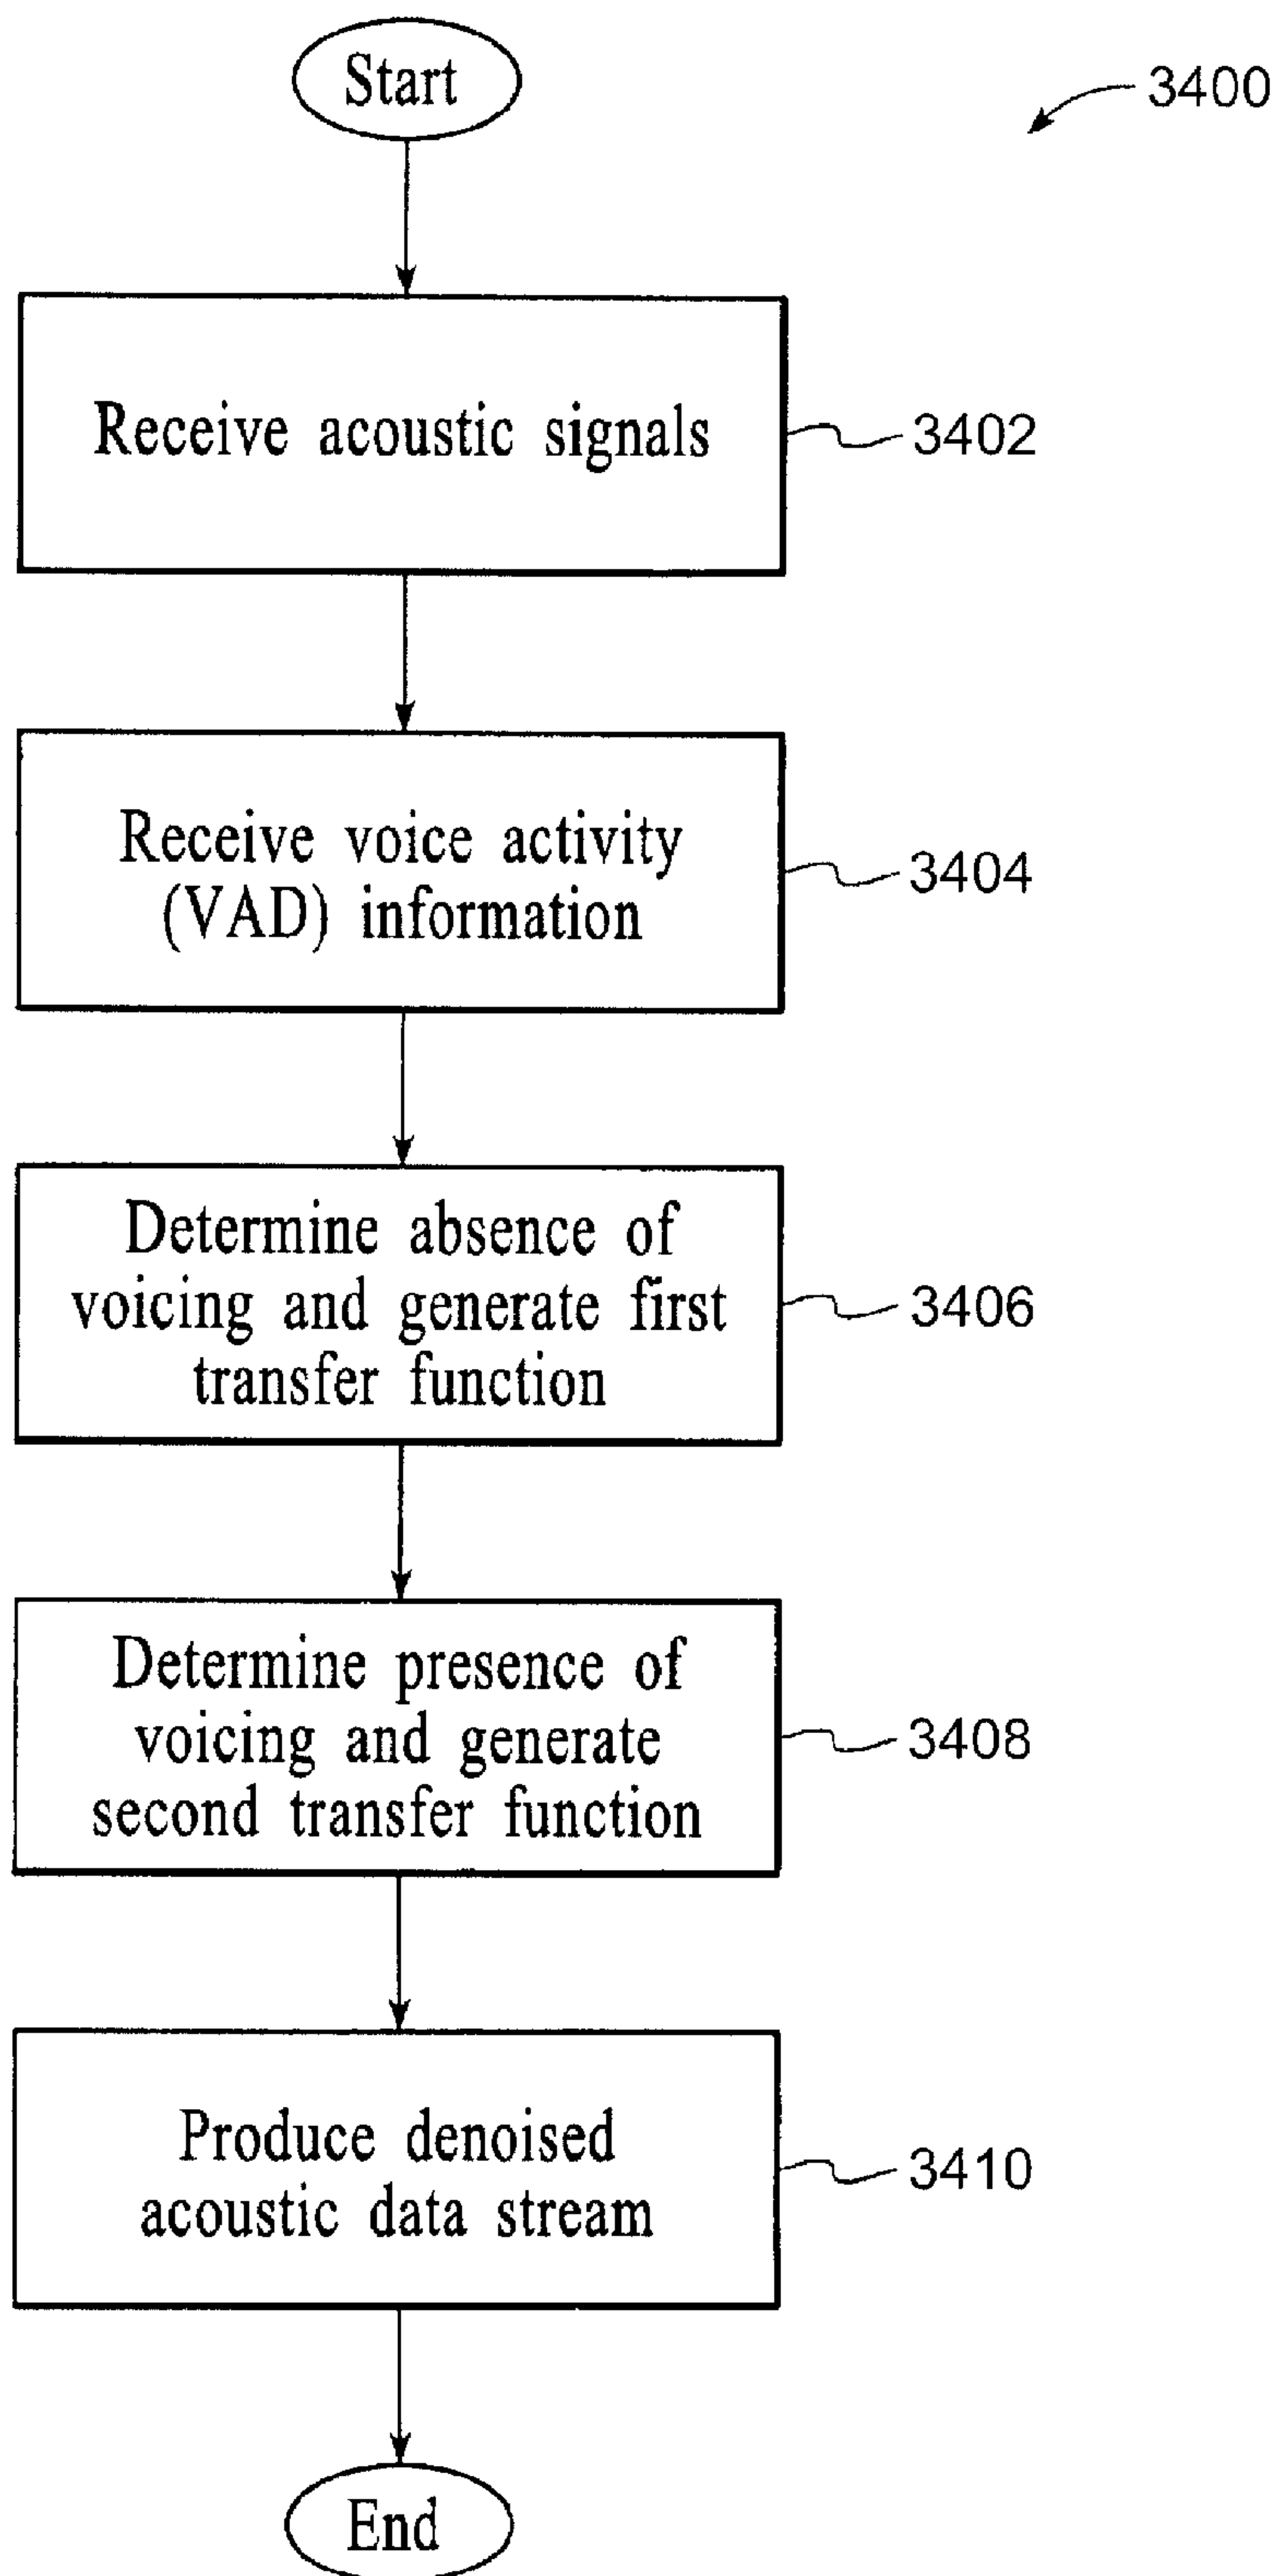 Start
3400
Receive acoustic signals
3402
Receive voice activity
(VAD) information
3404
Determine absence of
voicing and generate first
transfer function
3406
Determine presence of
voicing and generate
second transfer function
3408
Produce denoised
acoustic data stream
3410
End